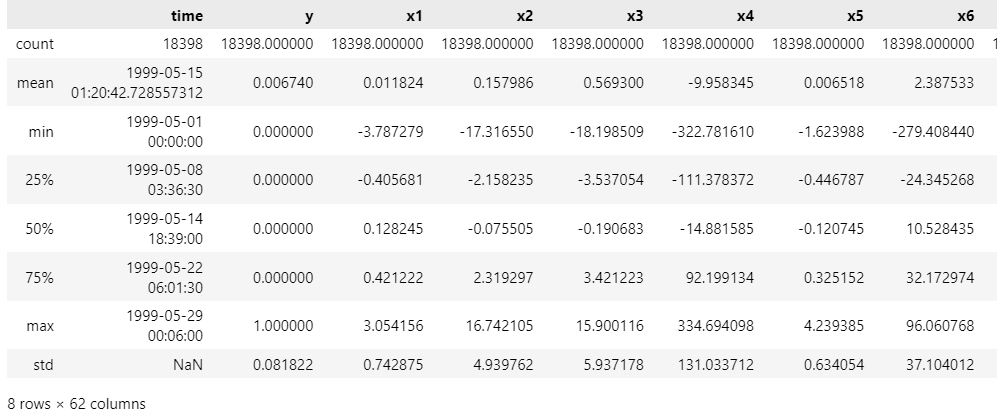 time y x1 x2 x3 x4 x5 x6
count 18398 18398.000000 18398.000000 18398.000000 18398.000000 18398.000000 18398.000000 18398.000000 1
mean 1999-05-15 01:20:42.728557312 0.006740 0.011824 0.157986 0.569300 -9.958345 0.006518 2.387533
min 1999-05-01 00:00:00 0.000000 -3.787279 -17.316550 -18.198509 -322.781610 -1.623988 -279.408440
25% 1999-05-08 03:36:30 0.000000 -0.405681 -2.158235 -3.537054 -111.378372 -0.446787 -24.345268
50% 1999-05-14 18:39:00 0.000000 0.128245 -0.075505 -0.190683 -14.881585 -0.120745 10.528435
75% 1999-05-22 06:01:30 0.000000 0.421222 2.319297 3.421223 92.199134 0.325152 32.172974
max 1999-05-29 00:06:00 1.000000 3.054156 16.742105 15.900116 334.694098 4.239385 96.060768
std NaN 0.081822 0.742875 4.939762 5.937178 131.033712 0.634054 37.104012
8 rows × 62 columns